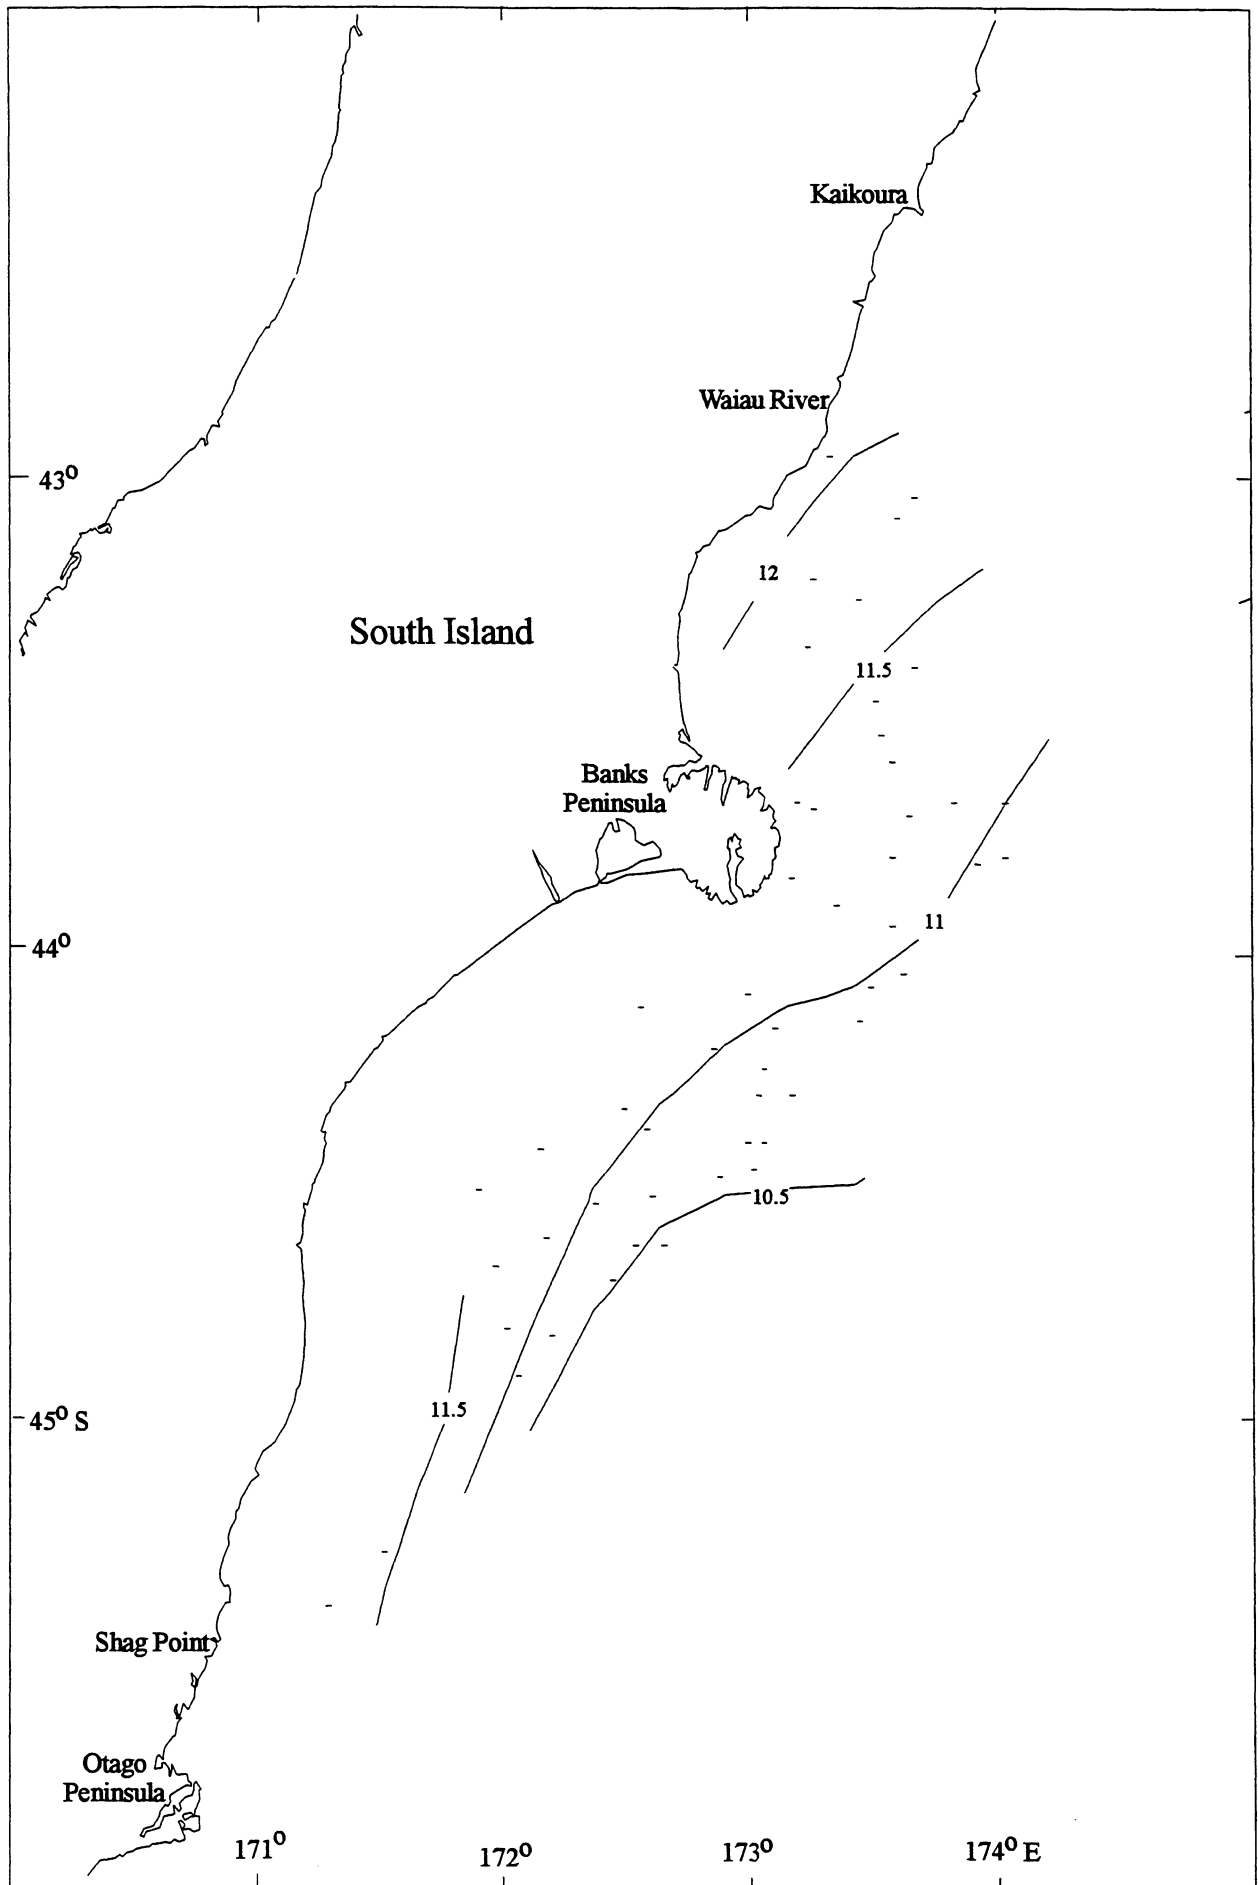 Kaikoura
Waiau River
43°
12
South Island
11.5
Banks
Peninsula
11
44°
10.5
11.5
45° S
Shag Point
Otago
Peninsula
171°
172°
173°
174° E